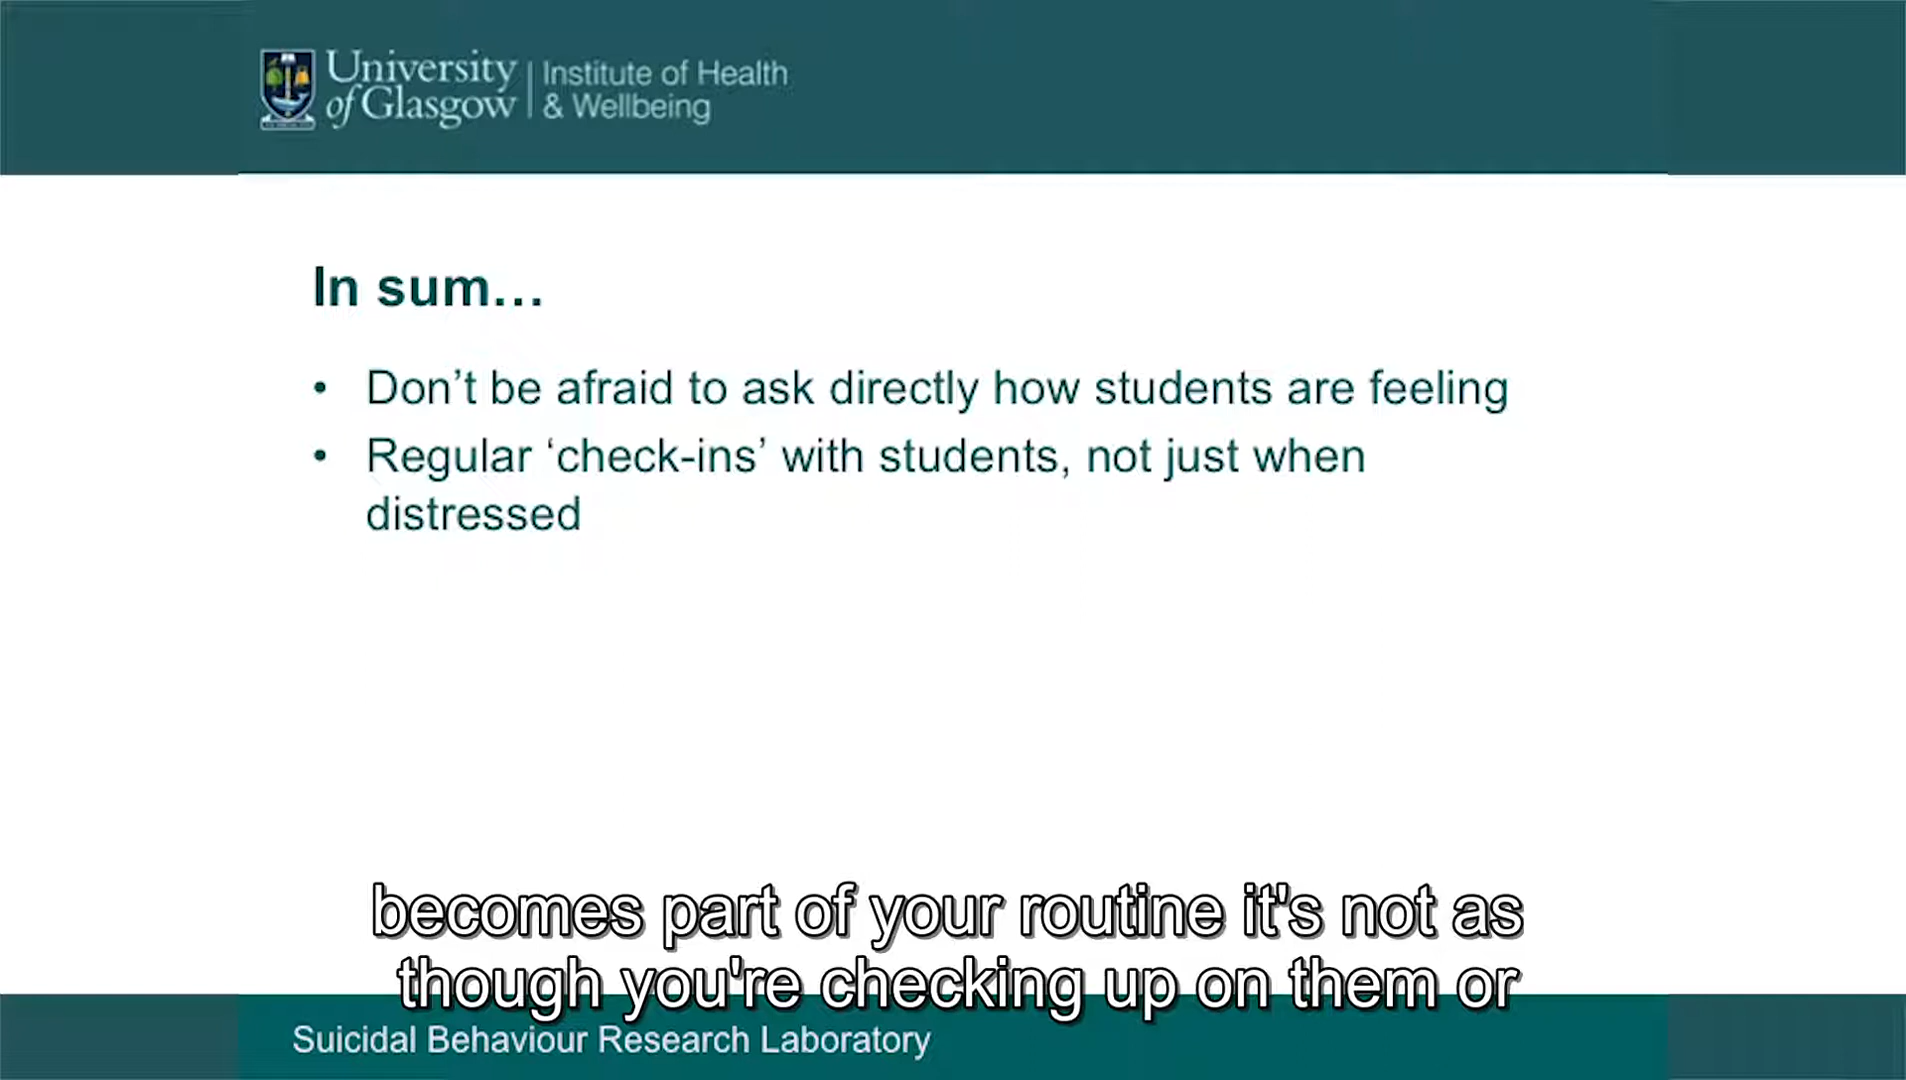 University
of Glasgow
Institute of Health
& Wellbeing
In sum…
• Don’t be afraid to ask directly how students are feeling
• Regular ‘check-ins’ with students, not just when
distressed
becomes part of your routine it's not as
though you're checking up on them or
Suicidal Behaviour Research Laboratory